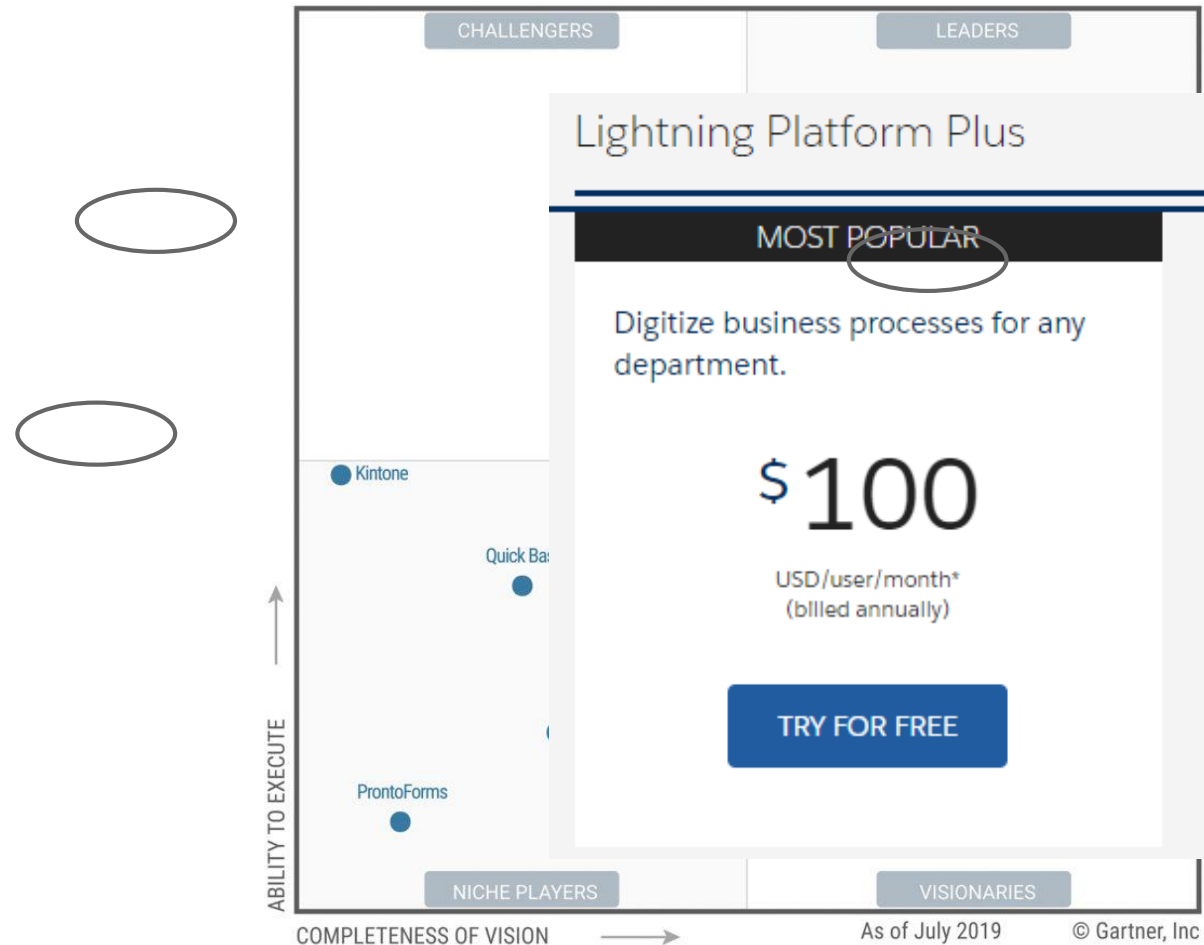 CHALLENGERS
LEADERS
Lightning Platform Plus
MOST POPULAR
Digitize business processes for any
department.
$100
USD/user/month*
(billed annually)
TRY FOR FREE
Kintone
Quick Bas
ProntoForms
ABILITY TO EXECUTE
NICHE PLAYERS
VISIONARIES
COMPLETENESS OF VISION
As of July 2019
© Gartner, Inc